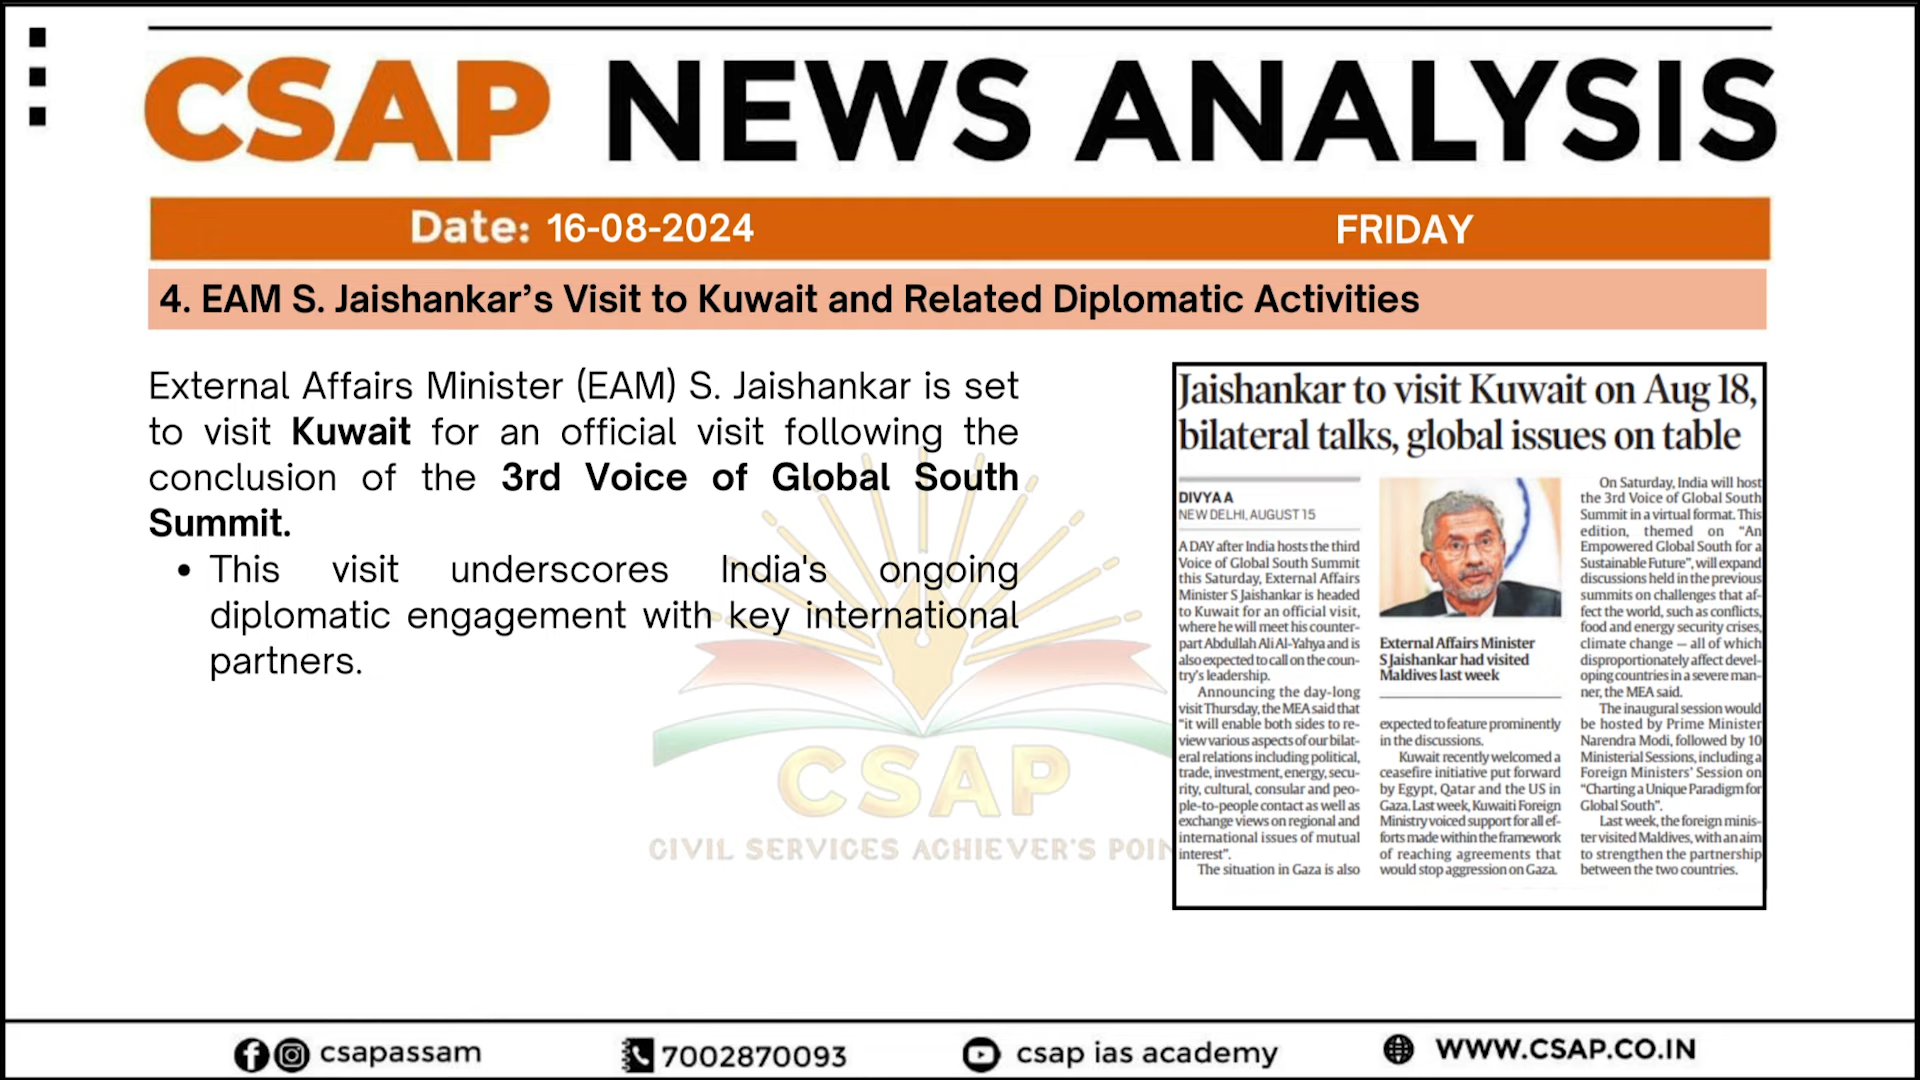 CSAP NEWS ANALYSIS
Date: 16-08-2024
FRIDAY
4. EAM S. Jaishankar’s Visit to Kuwait and Related Diplomatic Activities
External Affairs Minister (EAM) S. Jaishankar is set
to visit Kuwait for an official visit following the
conclusion of the 3rd Voice of Global South
Summit.
• This visit underscores India's ongoing
diplomatic engagement with key international
partners.
CSAP
CIVIL SERVICES ACHIEVER'S POIN
Jaishankar to visit Kuwait on Aug 18,
bilateral talks, global issues on table
DIVYA A
NEW DELHI, AUGUST 15
A DAY after India hosts the third
Voice of Global South Summit
this Saturday, External Affairs
Minister S Jaishankar is headed
to Kuwait for an official visit,
where he will meet his counter-
part Abdullah Ali Al-Yahya and is
also expected to call on the coun-
try's leadership.
Announcing the day-long
visit Thursday, the MEA said that
“it will enable both sides to re-
view various aspects of our bilat-
eral relations including political,
trade, investment, energy, secu-
rity, cultural, consular and peo-
ple-to-people contact as well as
exchange views on regional and
international issues of mutual
interest”.
The situation in Gaza is also
External Affairs Minister
S Jaishankar had visited
Maldives last week
expected to feature prominently
in the discussions.
Kuwait recently welcomed a
ceasefire initiative put forward
by Egypt, Qatar and the US in
Gaza. Last week, Kuwaiti Foreign
Ministry voiced support for all ef-
forts made within the framework
of reaching agreements that
would stop aggression on Gaza.
On Saturday, India will host
the 3rd Voice of Global South
Summit in a virtual format. This
edition, themed on “An
Empowered Global South for a
Sustainable Future”, will expand
discussions held in the previous
summits on challenges that af-
fect the world, such as conflicts,
food and energy security crises,
climate change — all of which
disproportionately affect devel-
oping countries in a severe man-
ner, the MEA said.
The inaugural session would
be hosted by Prime Minister
Narendra Modi, followed by 10
Ministerial Sessions, including a
Foreign Ministers' Session on
“Charting a Unique Paradigm for
Global South”.
Last week, the foreign minis-
ter visited Maldives, with an aim
to strengthen the partnership
between the two countries.
csapassam
7002870093
csap ias academy
WWW.CSAP.CO.IN